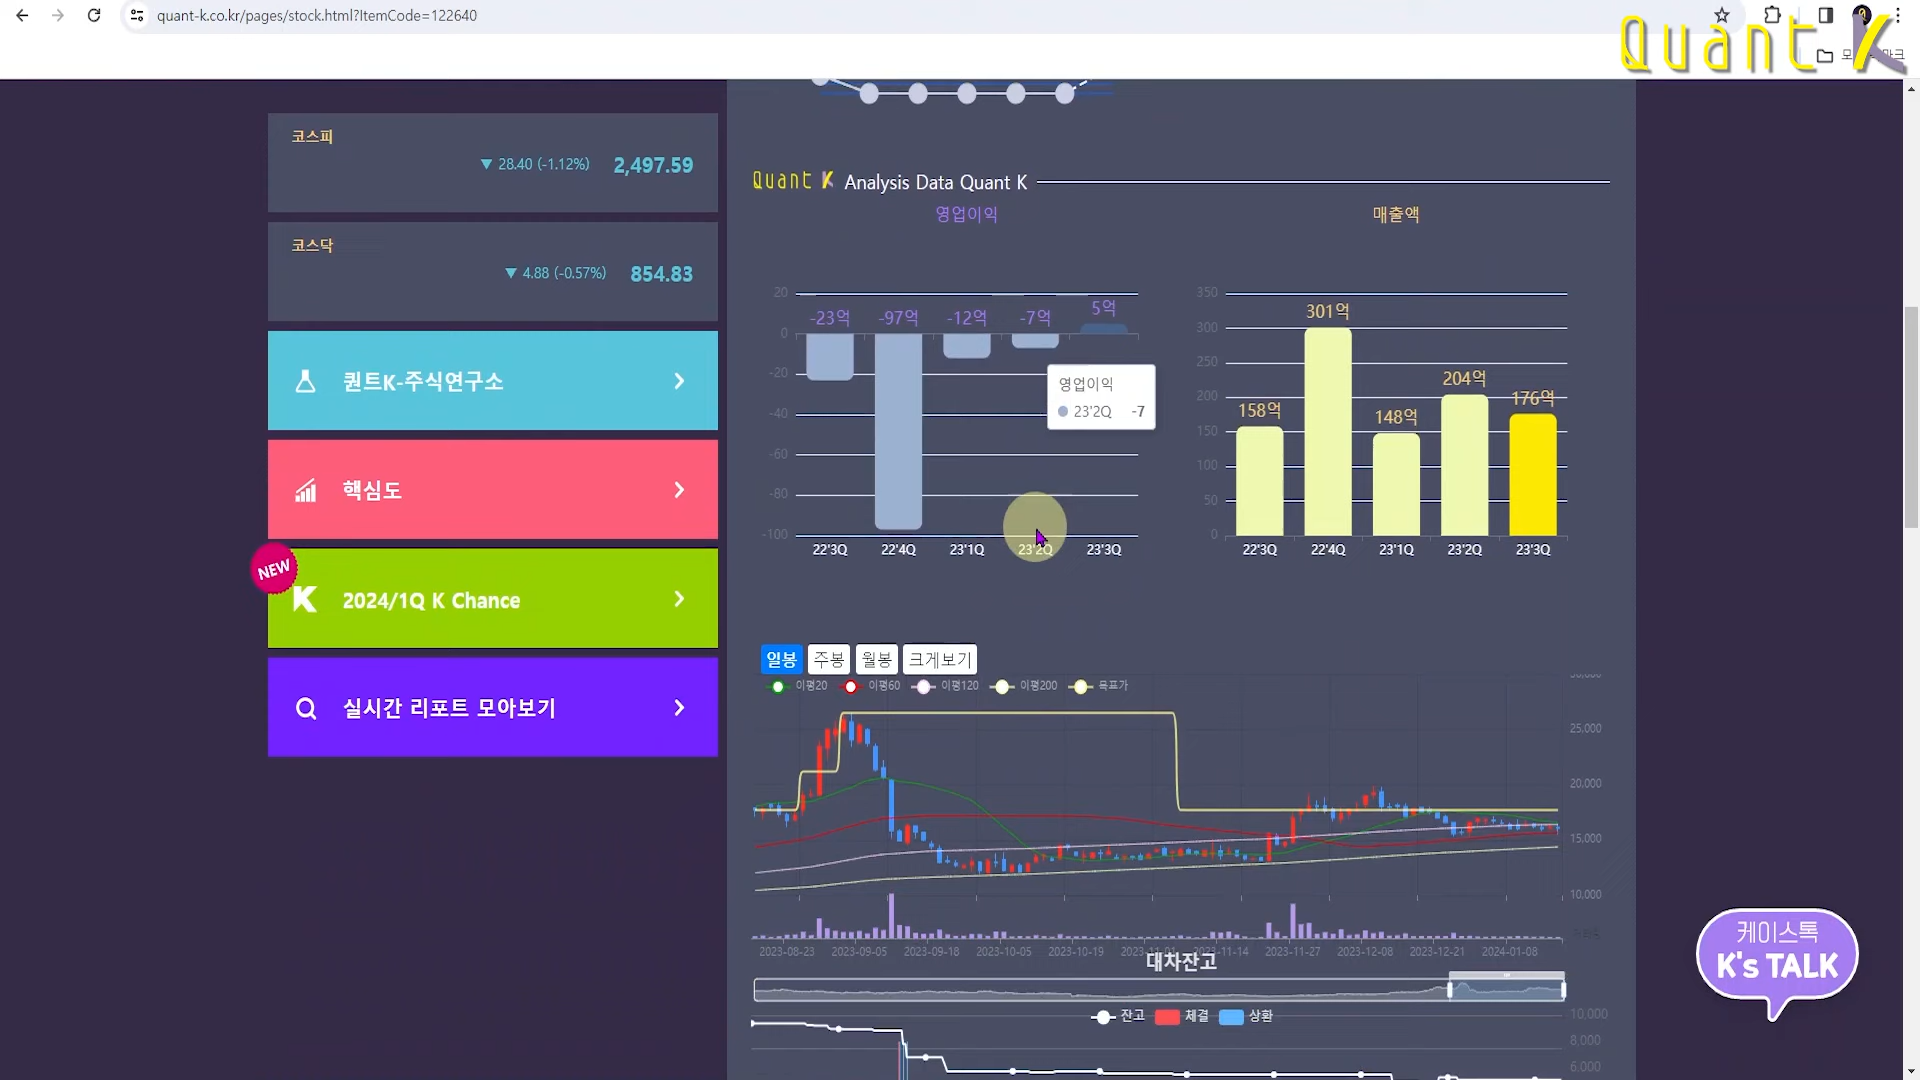 quant-k.co.kr/pages/stock.html?ItemCode=122640
Quant K
코스피
▼ 28.40 (-1.12%) 2,497.59
코스닥
▼ 4.88 (-0.57%) 854.83
퀀트K-주식연구소
핵심도
NEW
K 2024/1Q K Chance
실시간 리포트 모아보기
Quant K Analysis Data Quant K
영업이익
20
0
-20
-40
-60
-80
-100
-23억 -97억 -12억 -7억 5억
영업이익
23'2Q -7
22'3Q 22'4Q 23'1Q 23'2Q 23'3Q
매출액
350
300
250
200
150
100
50
0
158억 301억 148억 204억 176억
22'3Q 22'4Q 23'1Q 23'2Q 23'3Q
일봉 주봉 월봉 크게보기
이평20 이평60 이평120 이평200 목표가
30,000
25,000
20,000
15,000
10,000
2023-08-23 2023-09-05 2023-09-18 2023-10-05 2023-10-19 2023-11-01 2023-11-14 2023-11-27 2023-12-08 2023-12-21 2024-01-08
대차잔고
잔고 체결 상환
10,000
8,000
6,000
케이스톡
K's TALK